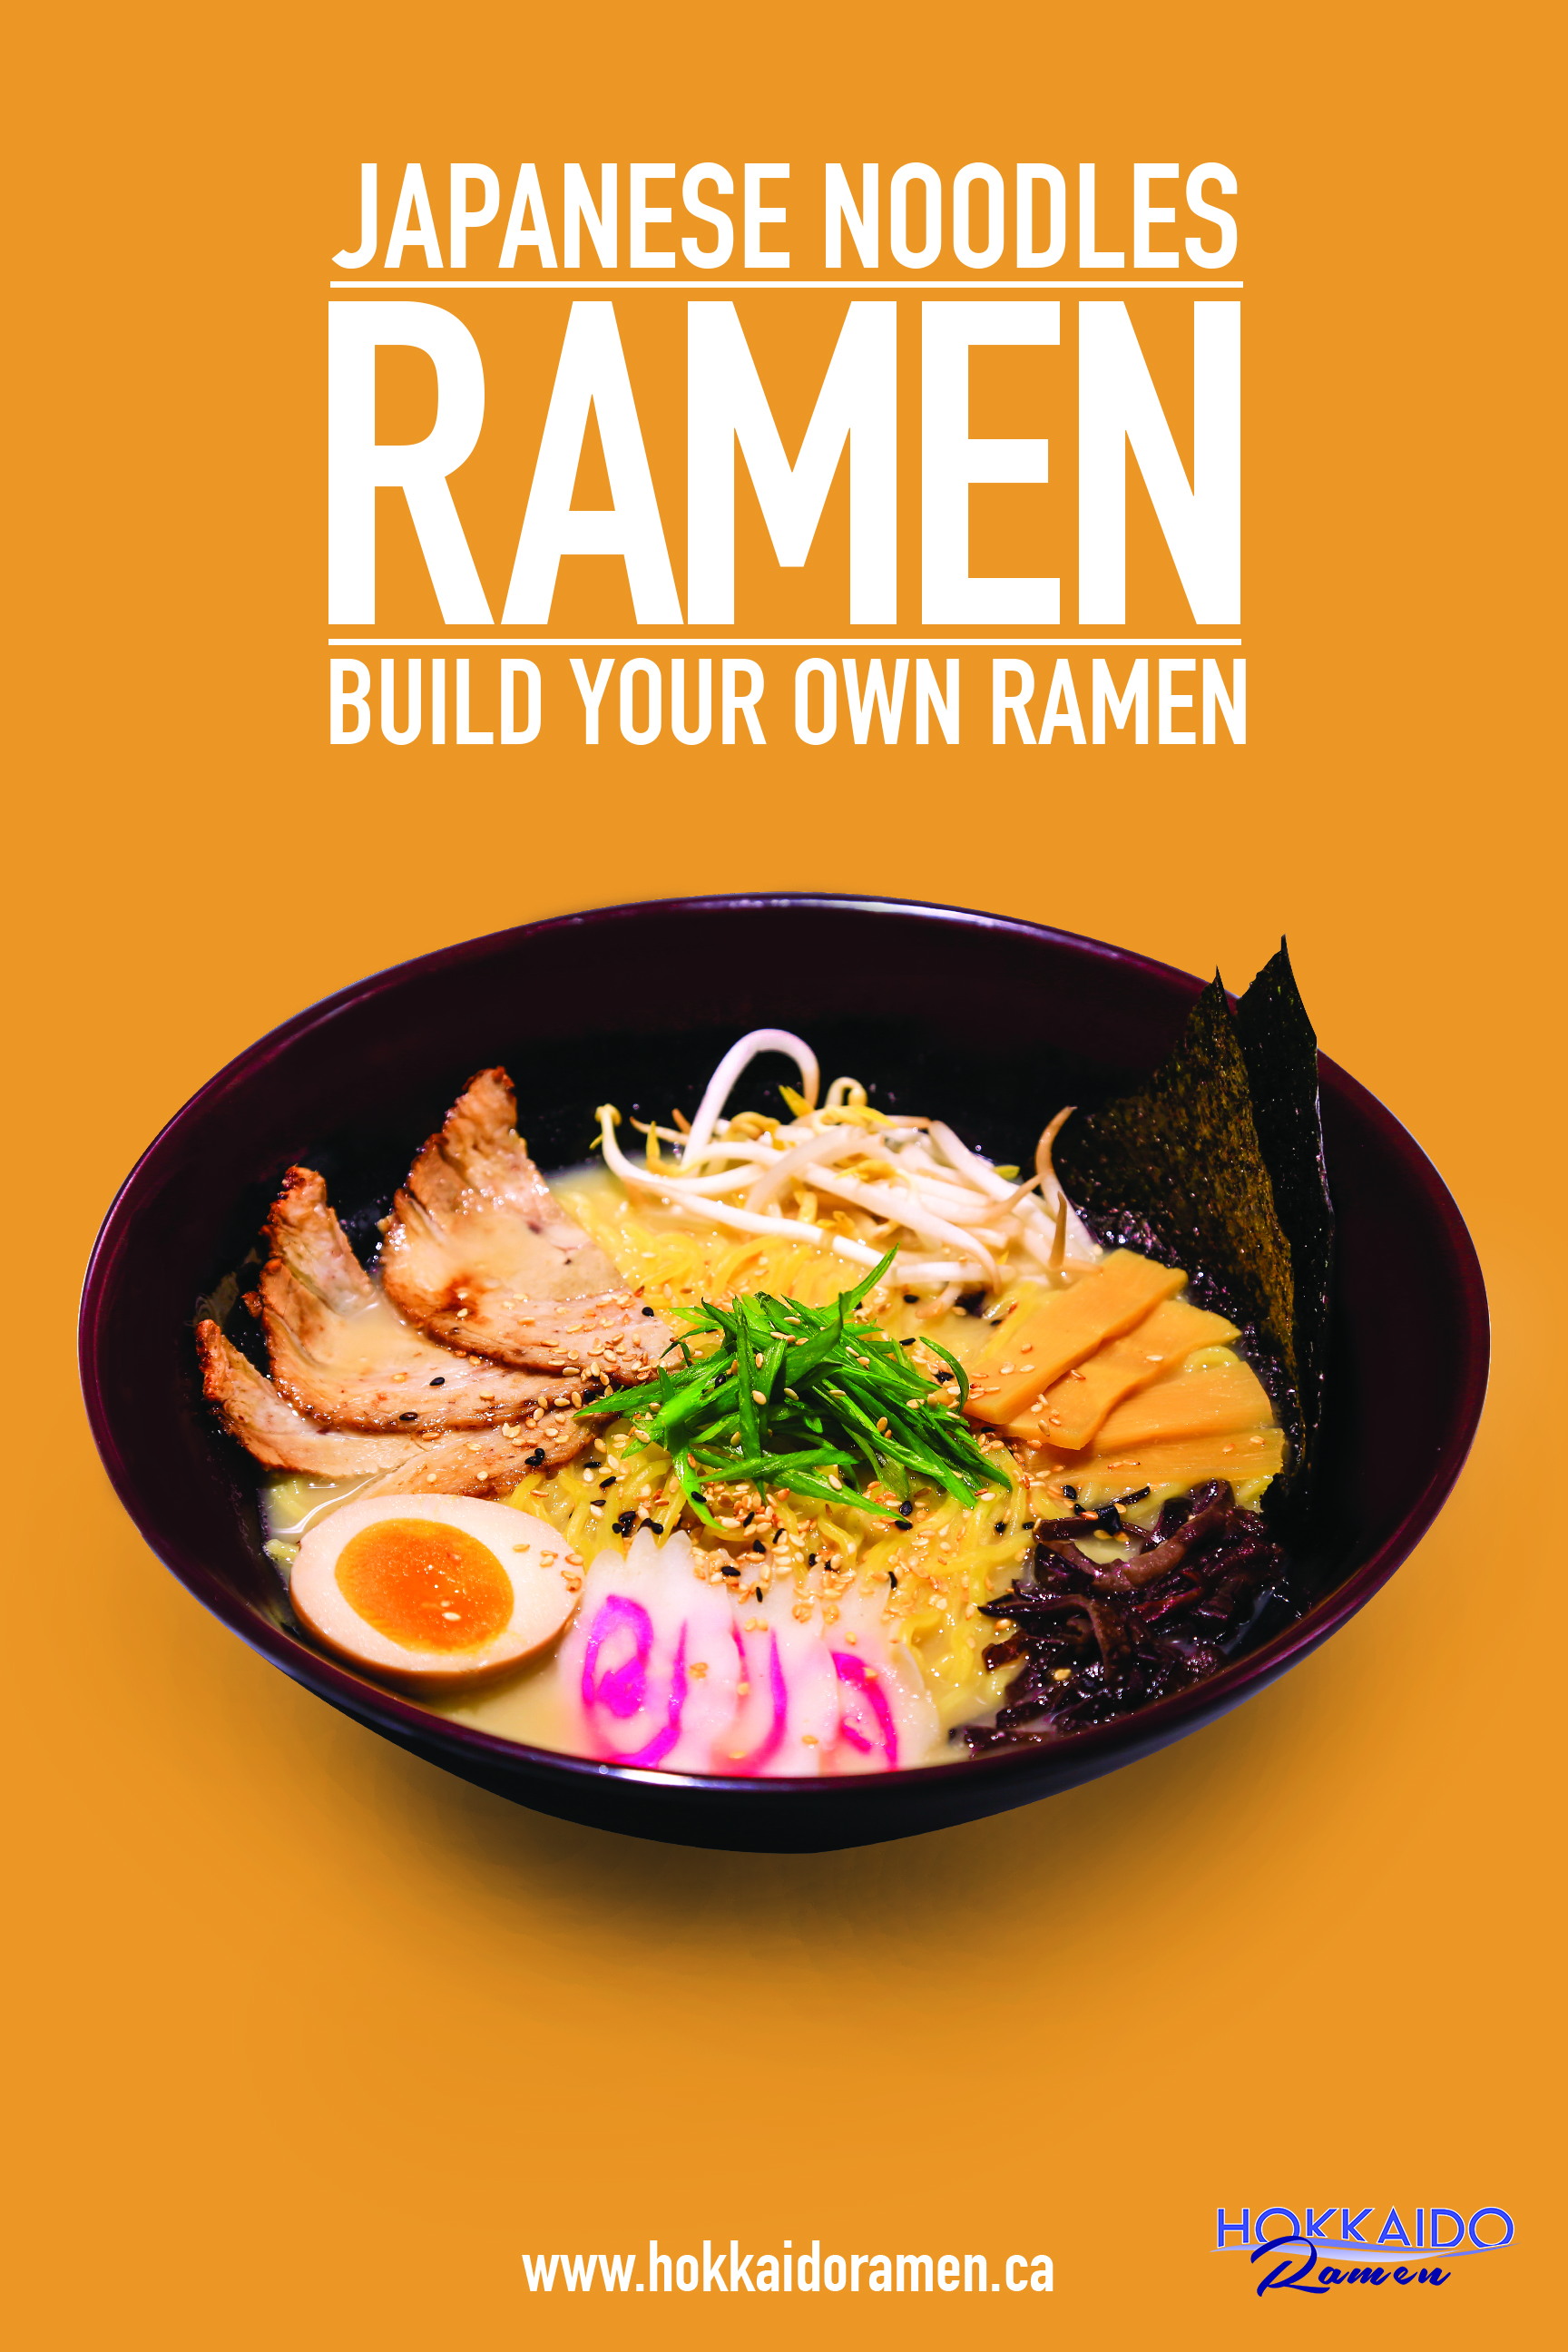 JAPANESE NOODLES
RAMEN
BUILD YOUR OWN RAMEN
www.hokkaidoramen.ca
HOKKAIDO
Ramen